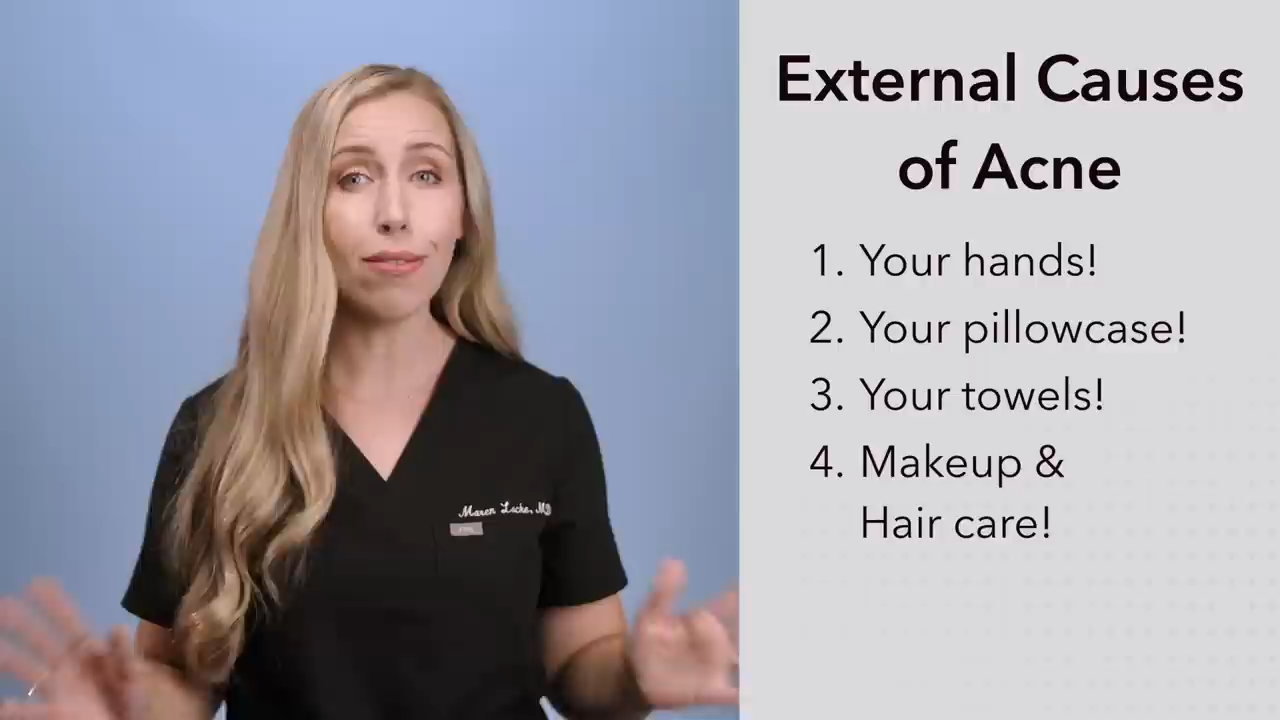 External Causes
of Acne
1. Your hands!
2. Your pillowcase!
3. Your towels!
4. Makeup &
Hair care!
Maren Locke, MD